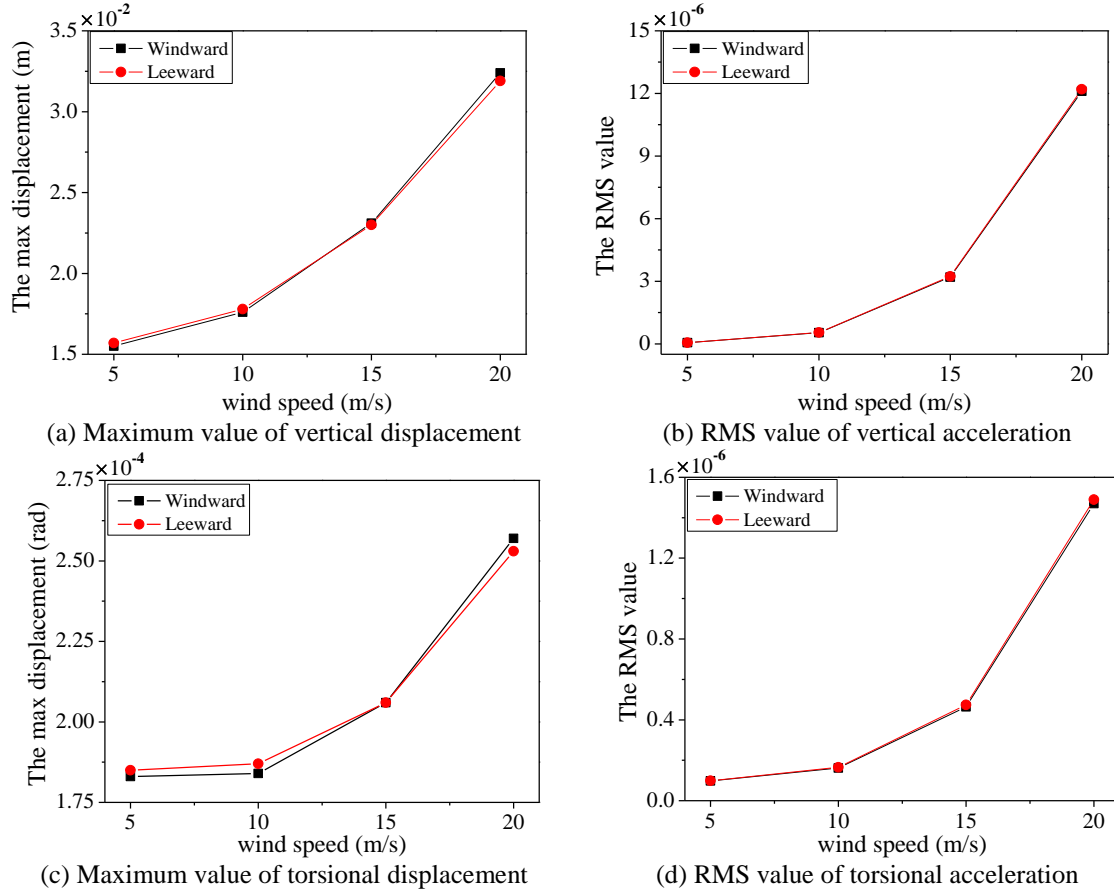 ×10-2
3.5
3.0
2.5
2.0
1.5
The max displacement (m)
Windward
Leeward
5 10 15 20
wind speed (m/s)
(a) Maximum value of vertical displacement
×10-6
15
12
9
6
3
0
The RMS value
Windward
Leeward
5 10 15 20
wind speed (m/s)
(b) RMS value of vertical acceleration
×10-4
2.75
2.50
2.25
2.00
1.75
The max displacement (rad)
Windward
Leeward
5 10 15 20
wind speed (m/s)
(c) Maximum value of torsional displacement
×10-6
1.6
1.2
0.8
0.4
0.0
The RMS value
Windward
Leeward
5 10 15 20
wind speed (m/s)
(d) RMS value of torsional acceleration